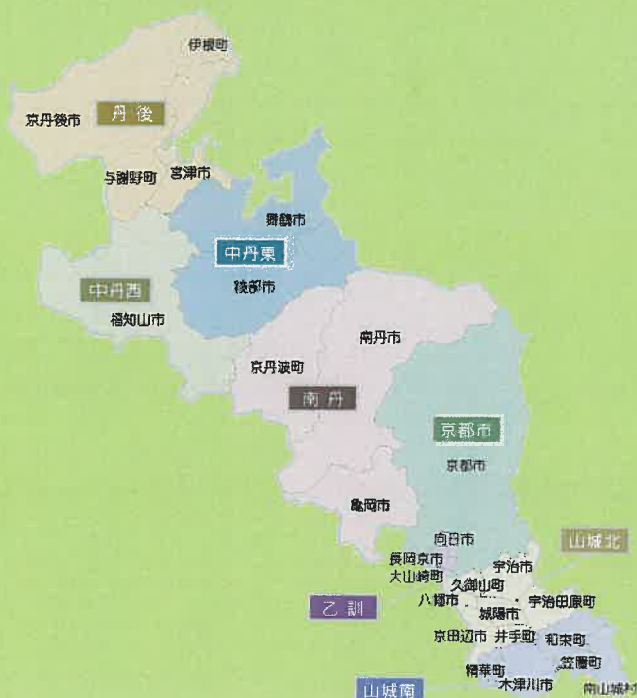 伊根町
京丹後市
丹後
与謝野町
宮津市
舞鶴市
中丹東
綾部市
中丹西
福知山市
南丹市
京丹波町
南丹
京都市
京都市
亀岡市
向日市
長岡京市
大山崎町
山城北
宇治市
久御山町
八幡市
宇治田原町
乙訓
城陽市
京田辺市
井手町
和束町
笠置町
精華町
木津川市
南山城村
山城南